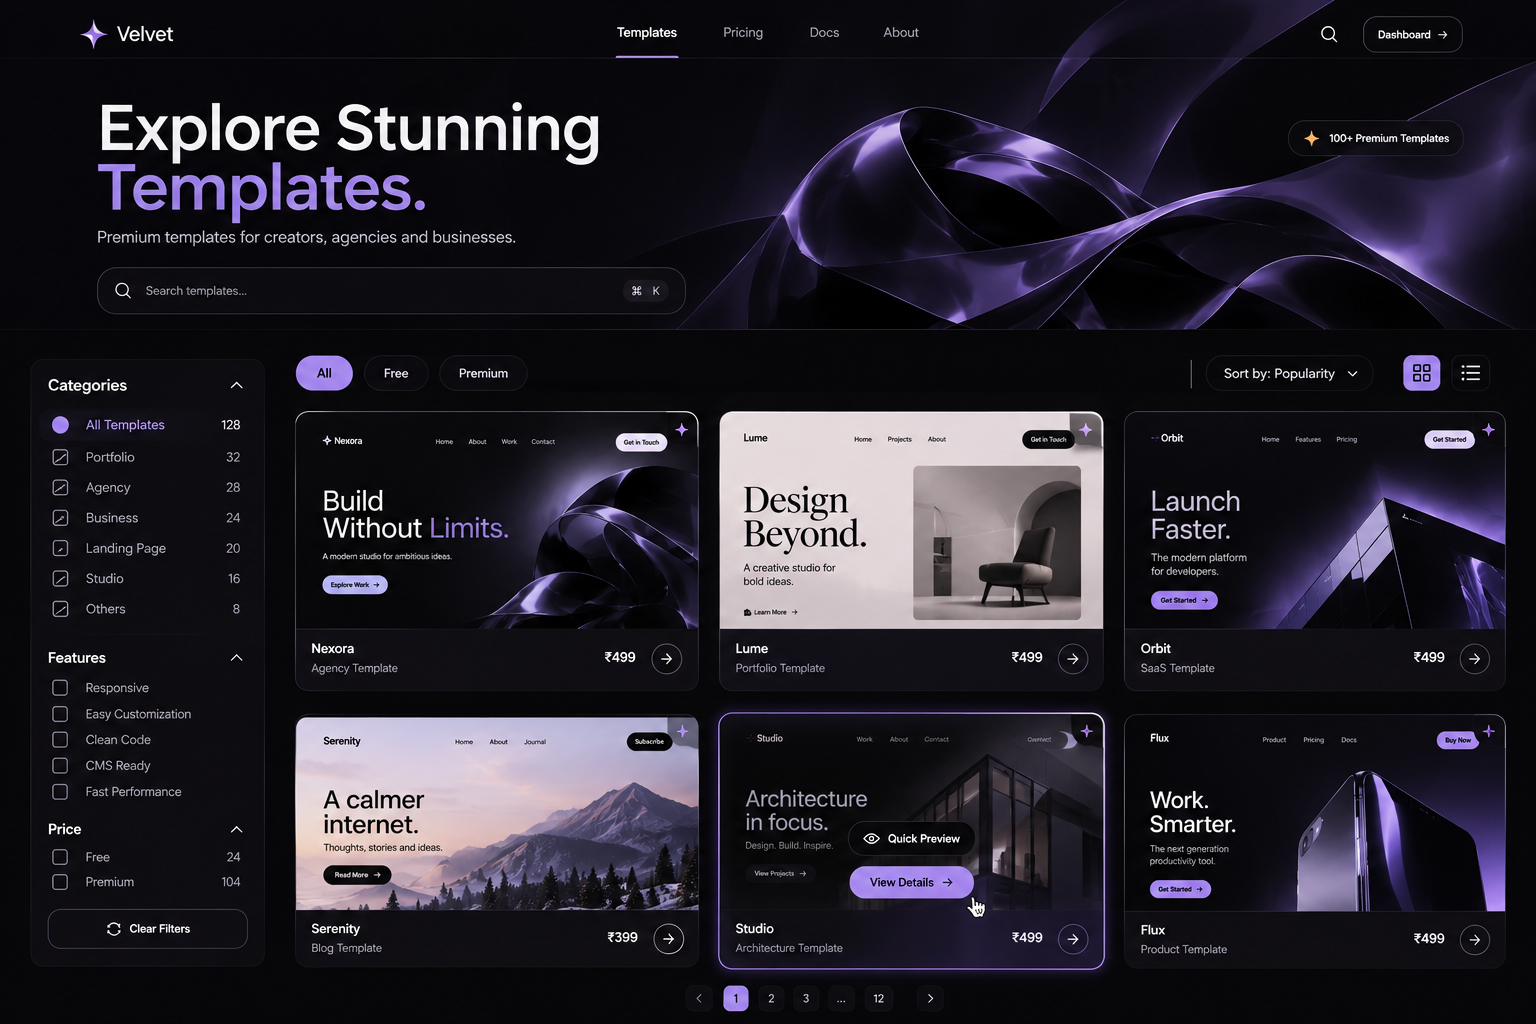 Velvet
Templates
Pricing
Docs
About
Dashboard →
Explore Stunning
Templates.
Premium templates for creators, agencies and businesses.
Search templates...
⌘ K
100+ Premium Templates
Categories
All Templates 128
Portfolio 32
Agency 28
Business 24
Landing Page 20
Studio 16
Others 8
Features
Responsive
Easy Customization
Clean Code
CMS Ready
Fast Performance
Price
Free 24
Premium 104
Clear Filters
All
Free
Premium
Sort by: Popularity
Nexora
Home
About
Work
Contact
Get in Touch
Build
Without Limits.
A modern studio for ambitious ideas.
Explore Work →
Nexora
Agency Template
₹499
Lume
Home
Projects
About
Get in Touch
Design
Beyond.
A creative studio for
bold ideas.
Learn More →
Lume
Portfolio Template
₹499
Orbit
Home
Features
Pricing
Get Started
Launch
Faster.
The modern platform
for developers.
Get Started →
Orbit
SaaS Template
₹499
Serenity
Home
About
Journal
Subscribe
A calmer
internet.
Thoughts, stories and ideas.
Read More →
Serenity
Blog Template
₹399
Studio
Work
About
Contact
Architecture
in focus.
Design. Build. Inspire.
View Projects →
Quick Preview
View Details →
Studio
Architecture Template
₹499
Flux
Product
Pricing
Docs
Buy Now
Work.
Smarter.
The next generation
productivity tool.
Get Started →
Flux
Product Template
₹499
1
2
3
...
12